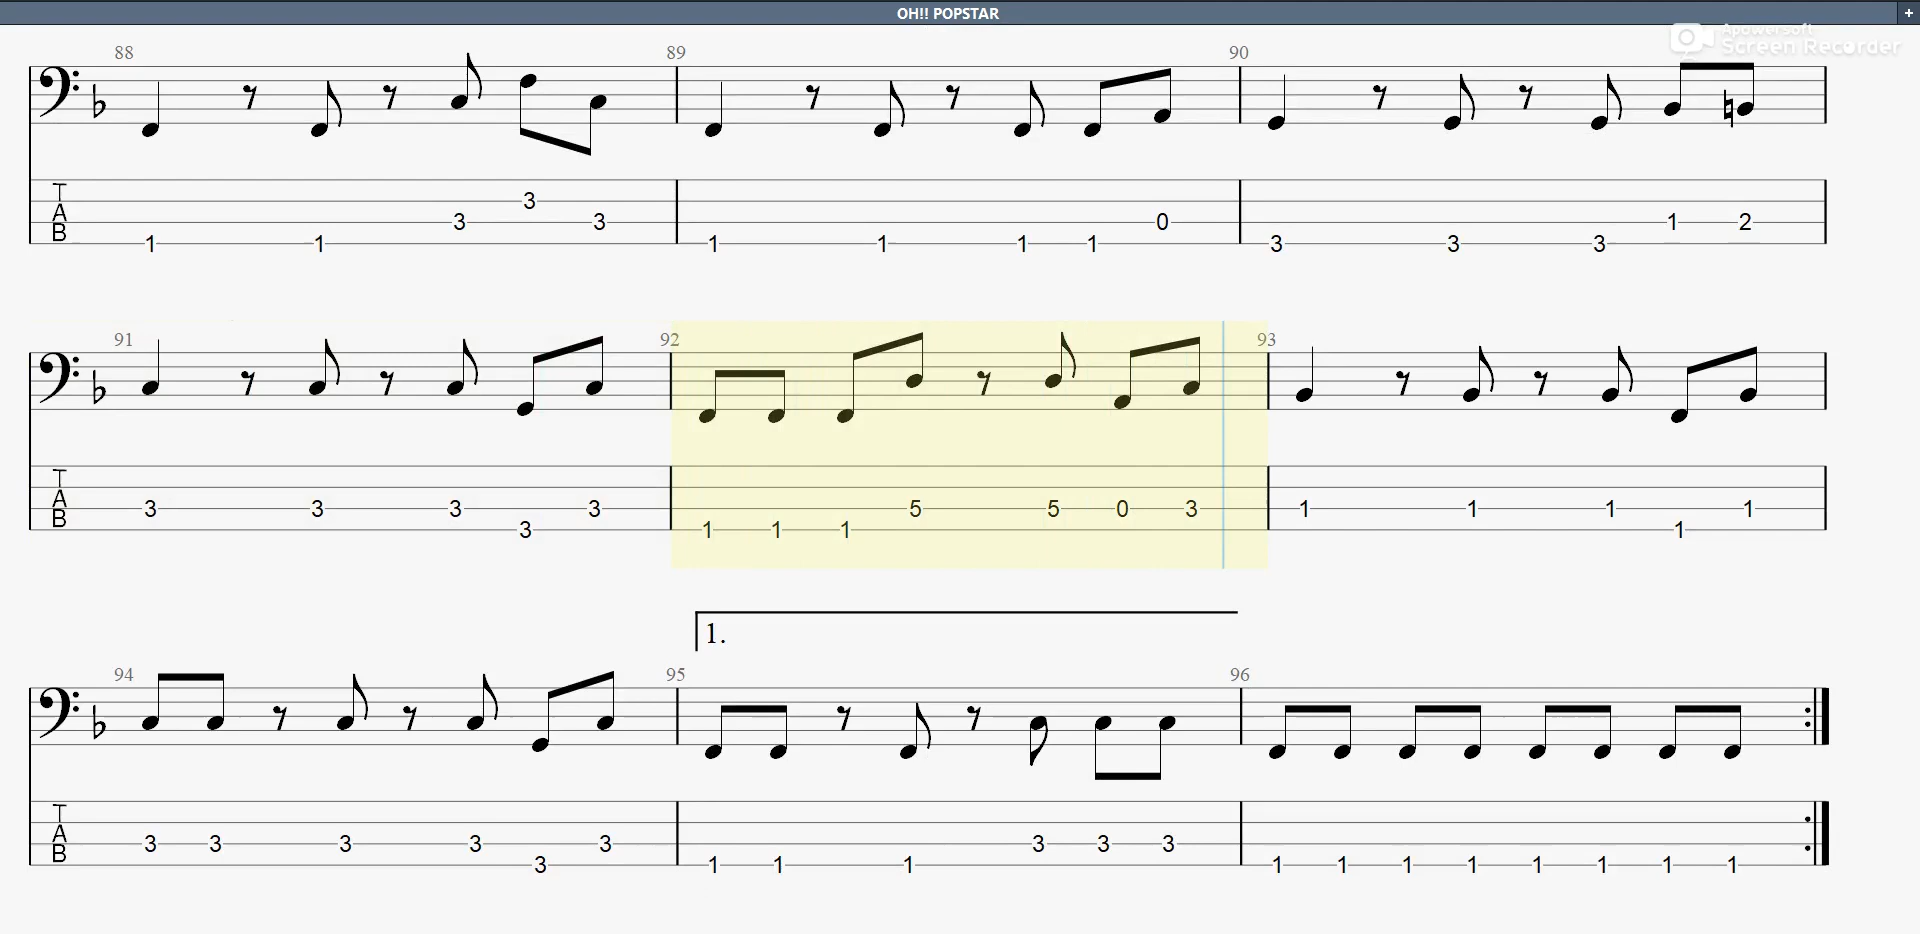 OH!! POPSTAR +
Apowersoft
Screen Recorder
88 89 90
T 3
A 3 3 0 1 2
B 1 1 1 1 1 1 3 3 3
91 92 93
T
A 3 3 3 3 5 5 0 3 1 1 1 1
B 3 1 1 1 1
1.
94 95 96
T
A 3 3 3 3 3 3 3 3
B 3 1 1 1 1 1 1 1 1 1 1 1